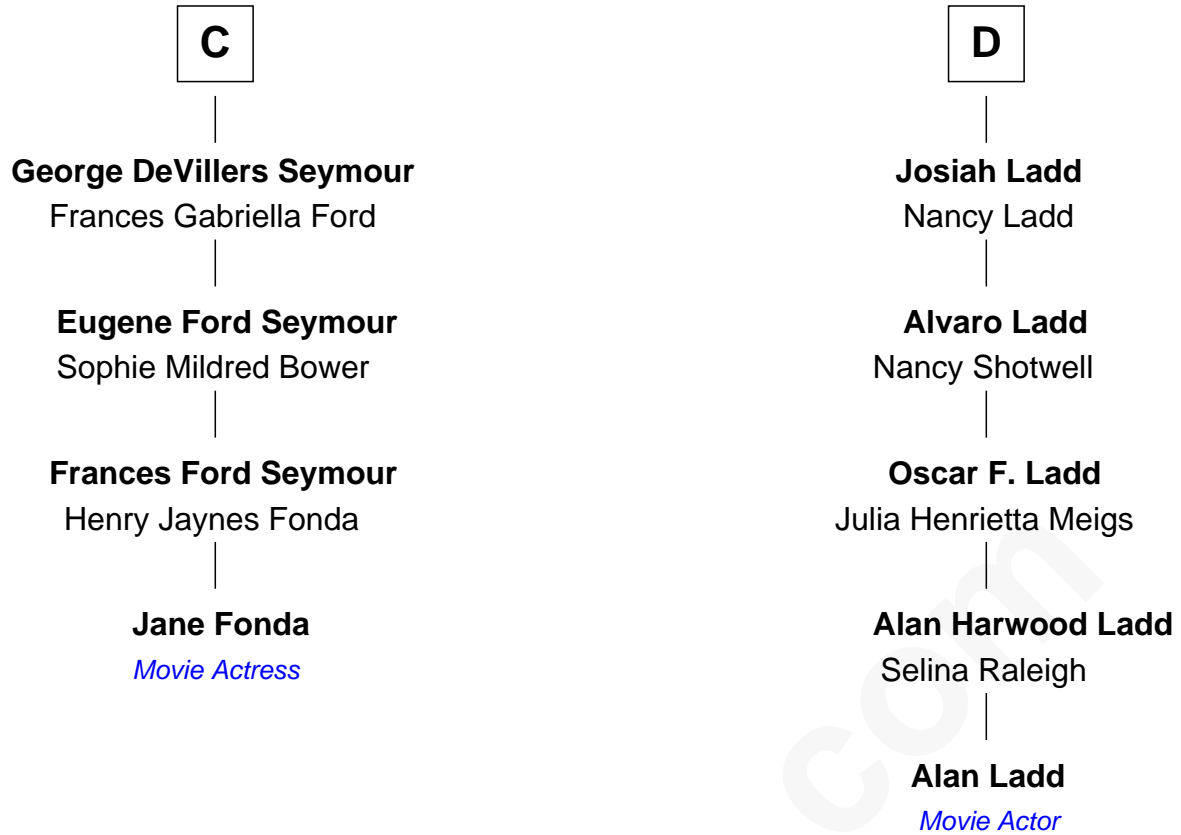 C
George DeVillers Seymour
Frances Gabriella Ford
Eugene Ford Seymour
Sophie Mildred Bower
Frances Ford Seymour
Henry Jaynes Fonda
Jane Fonda
Movie Actress
D
Josiah Ladd
Nancy Ladd
Alvaro Ladd
Nancy Shotwell
Oscar F. Ladd
Julia Henrietta Meigs
Alan Harwood Ladd
Selina Raleigh
Alan Ladd
Movie Actor
com